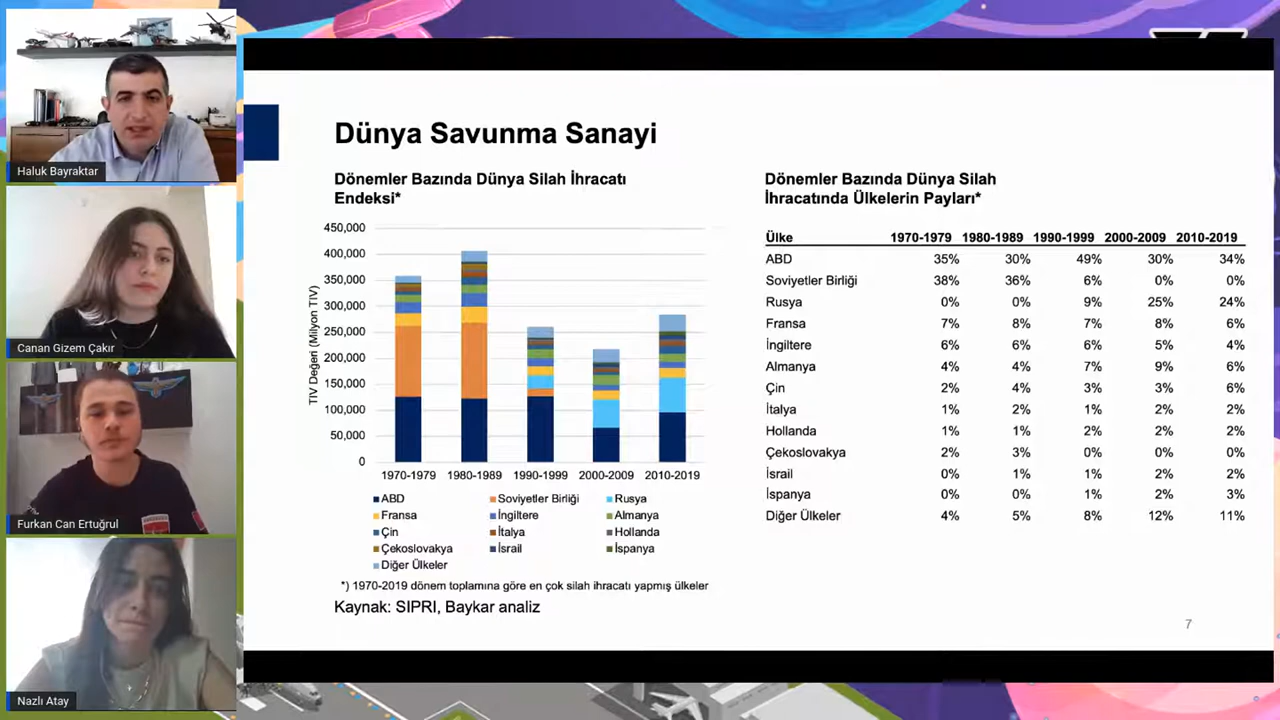 Haluk Bayraktar
Canan Gizem Çakır
Furkan Can Ertuğrul
Nazlı Atay
Dünya Savunma Sanayi
Dönemler Bazında Dünya Silah İhracatı
Endeksi*
TIV Değeri (Milyon TIV)
450,000
400,000
350,000
300,000
250,000
200,000
150,000
100,000
50,000
0
1970-1979 1980-1989 1990-1999 2000-2009 2010-2019
ABD Soviyetler Birliği Rusya
Fransa İngiltere Almanya
Çin İtalya Hollanda
Çekoslovakya İsrail İspanya
Diğer Ülkeler
*) 1970-2019 dönem toplamına göre en çok silah ihracatı yapmış ülkeler
Kaynak: SIPRI, Baykar analiz
Dönemler Bazında Dünya Silah
İhracatında Ülkelerin Payları*
Ülke 1970-1979 1980-1989 1990-1999 2000-2009 2010-2019
ABD 35% 30% 49% 30% 34%
Soviyetler Birliği 38% 36% 6% 0% 0%
Rusya 0% 0% 9% 25% 24%
Fransa 7% 8% 7% 8% 6%
İngiltere 6% 6% 6% 5% 4%
Almanya 4% 4% 7% 9% 6%
Çin 2% 4% 3% 3% 6%
İtalya 1% 2% 1% 2% 2%
Hollanda 1% 1% 2% 2% 2%
Çekoslovakya 2% 3% 0% 0% 0%
İsrail 0% 1% 1% 2% 2%
İspanya 0% 0% 1% 2% 3%
Diğer Ülkeler 4% 5% 8% 12% 11%
7